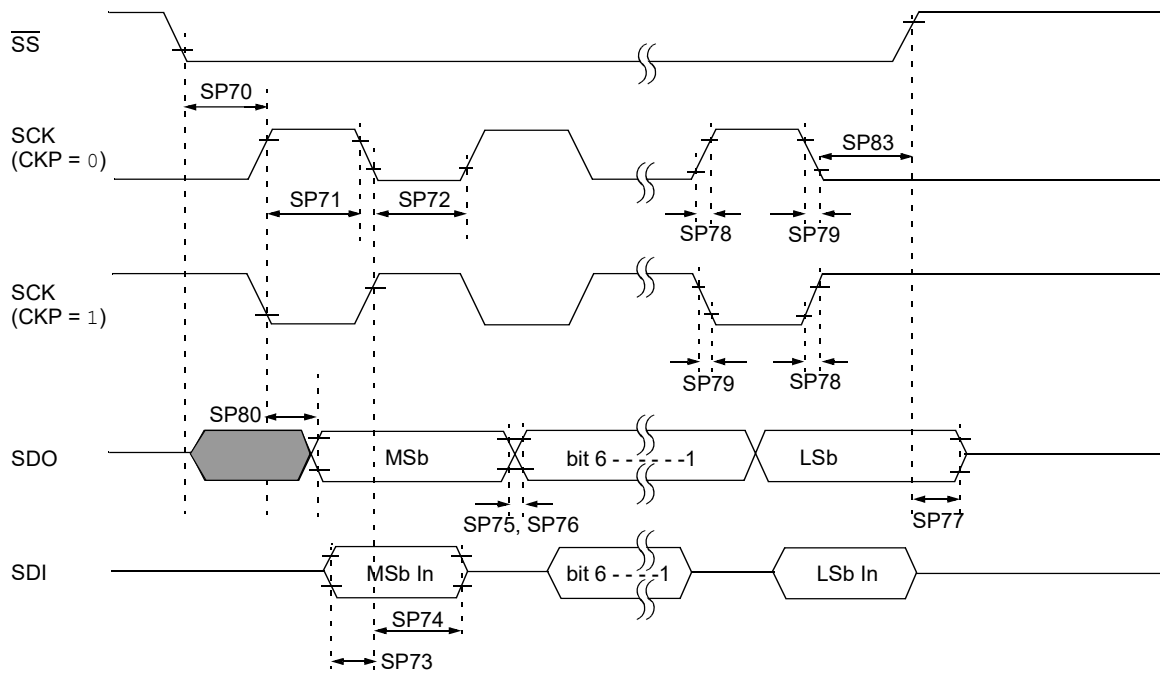 SS
SP70
SCK
(CKP = 0)
SP83
SP71
SP72
SP78
SP79
SCK
(CKP = 1)
SP79
SP78
SP80
SDO
MSb
bit 6 - - - - - -1
LSb
SP75, SP76
SP77
SDI
MSb In
bit 6 - - - - -1
LSb In
SP74
SP73